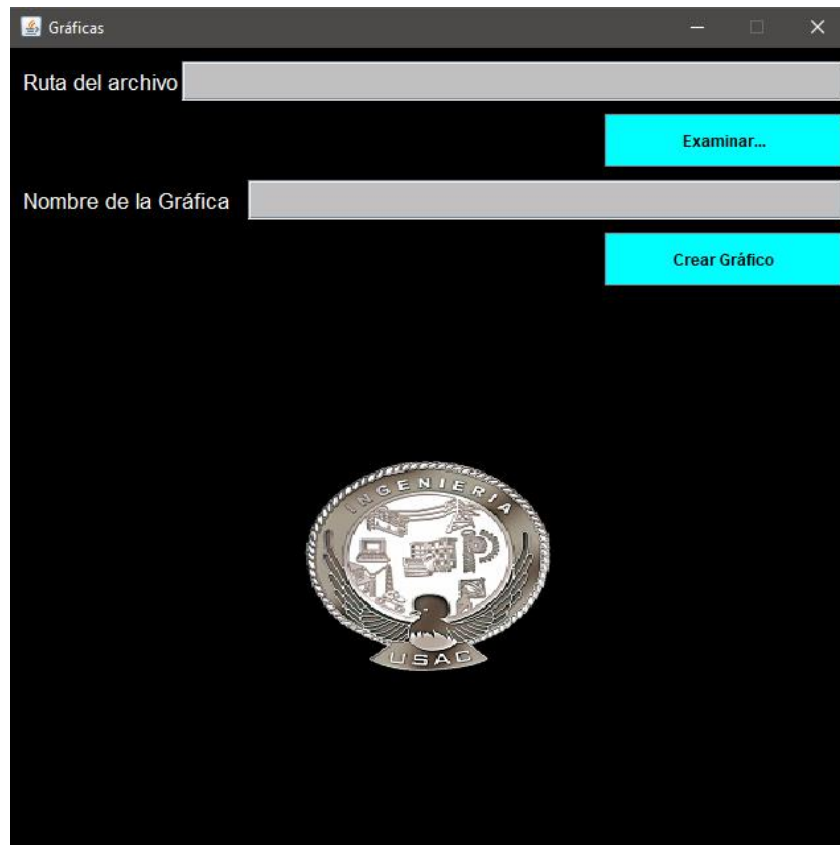 Gráficas
Ruta del archivo
Examinar...
Nombre de la Gráfica
Crear Gráfico
INGENIERIA
USAC